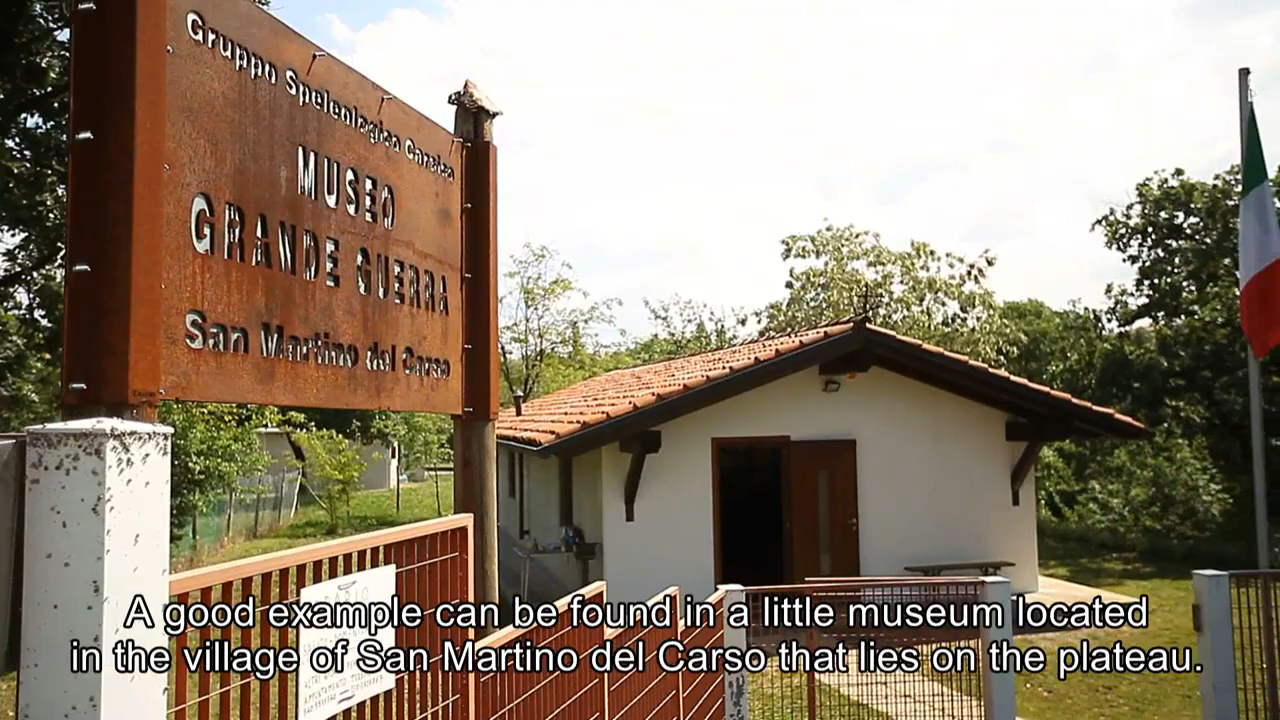 Gruppo Speleologico Carsico
MUSEO
GRANDE GUERRA
San Martino del Carso
A good example can be found in a little museum located
in the village of San Martino del Carso that lies on the plateau.